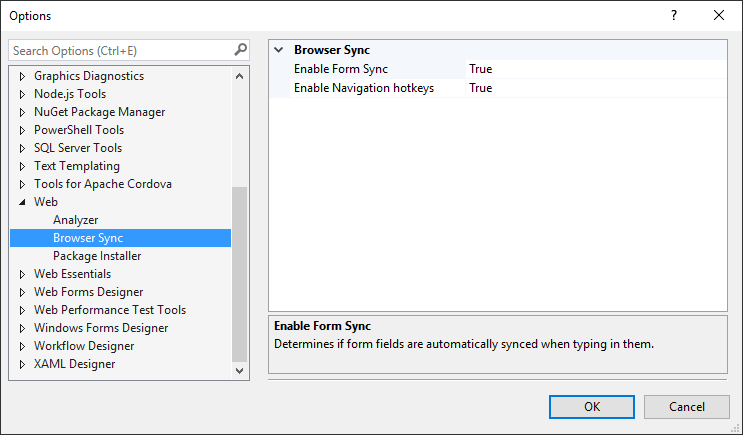 Options
?
Search Options (Ctrl+E)
Graphics Diagnostics
Node.js Tools
NuGet Package Manager
PowerShell Tools
SQL Server Tools
Text Templating
Tools for Apache Cordova
Web
Analyzer
Browser Sync
Package Installer
Web Essentials
Web Forms Designer
Web Performance Test Tools
Windows Forms Designer
Workflow Designer
XAML Designer
Browser Sync
Enable Form Sync True
Enable Navigation hotkeys True
Enable Form Sync
Determines if form fields are automatically synced when typing in them.
OK
Cancel